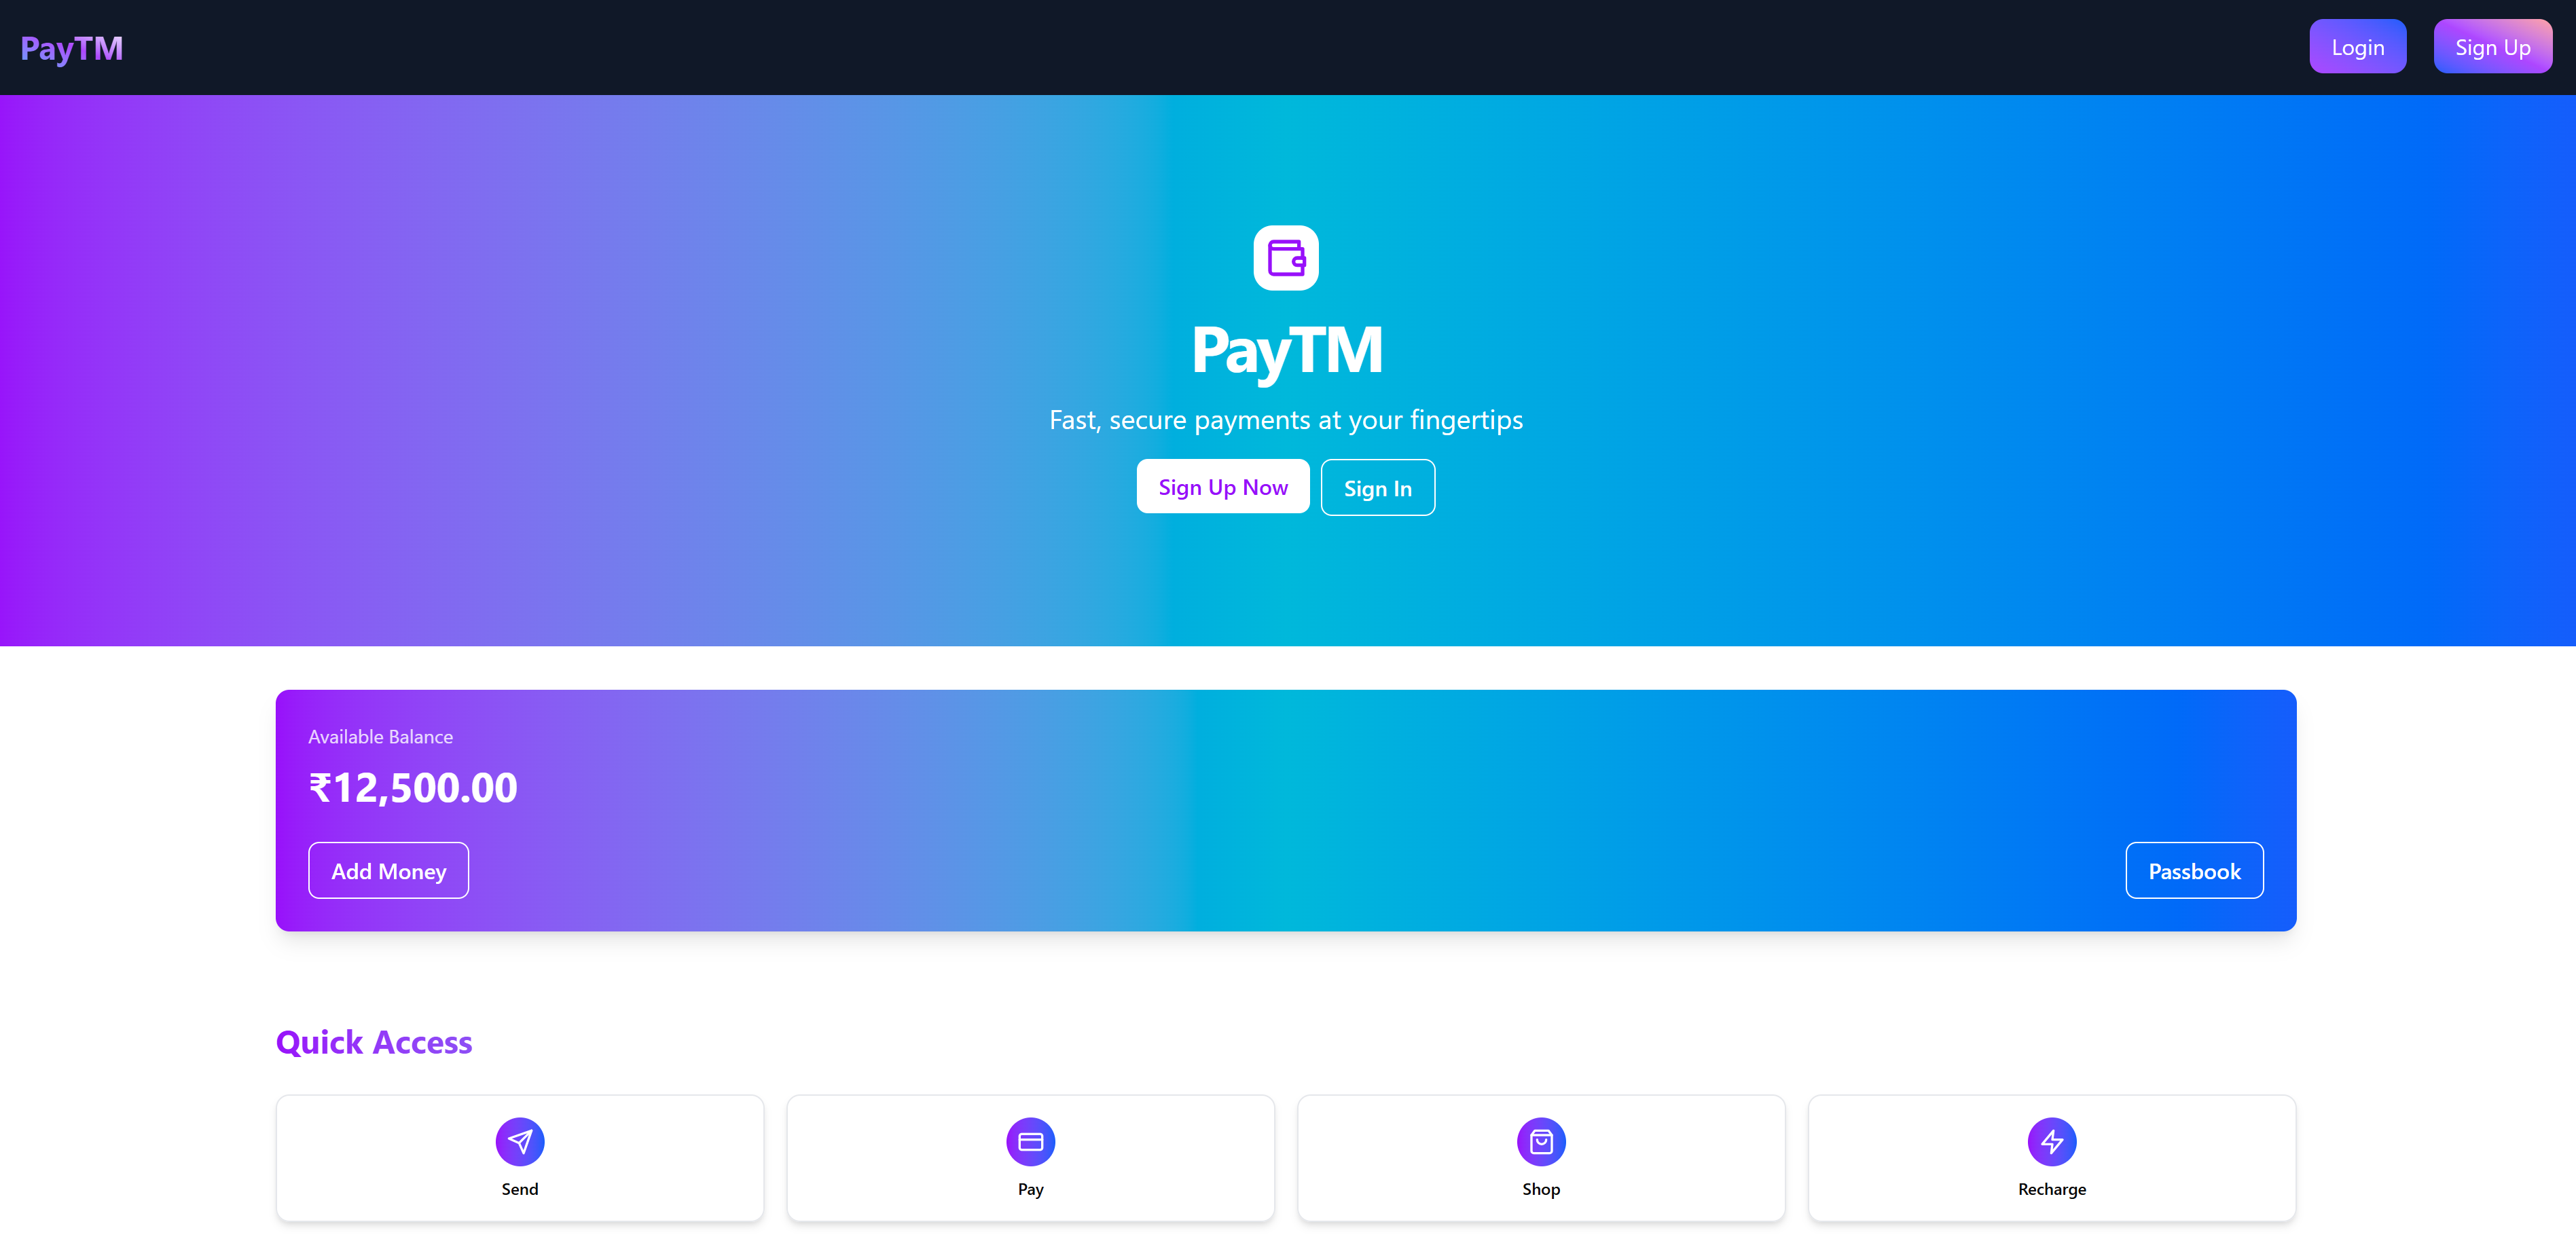 PayTM
Login
Sign Up
PayTM
Fast, secure payments at your fingertips
Sign Up Now
Sign In
Available Balance
₹12,500.00
Add Money
Passbook
Quick Access
Send
Pay
Shop
Recharge